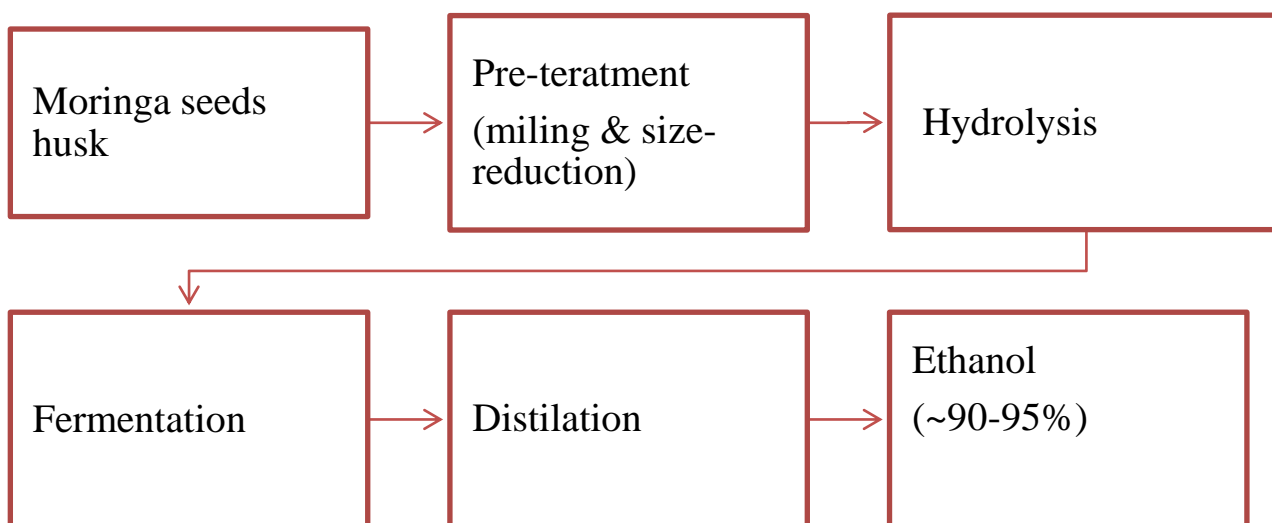 Moringa seeds
husk
Pre-teratment
(miling & size-
reduction)
Hydrolysis
Fermentation
Distilation
Ethanol
(~90-95%)